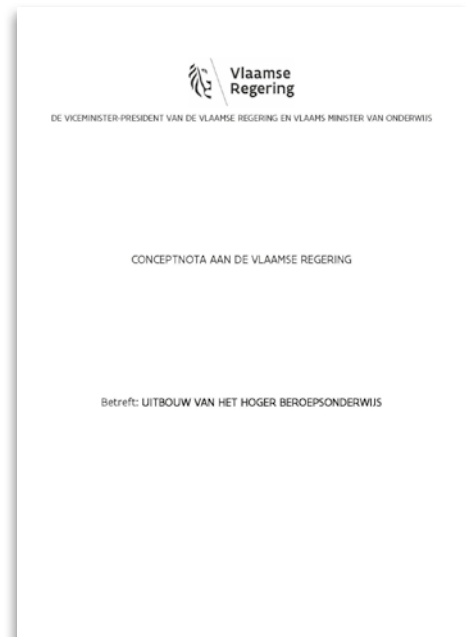 Vlaamse
Regering
DE VICEMINISTER-PRESIDENT VAN DE VLAAMSE REGERING EN VLAAMS MINISTER VAN ONDERWIJS
CONCEPTNOTA AAN DE VLAAMSE REGERING
Betreft: UITBOUW VAN HET HOGER BEROEPSONDERWIJS